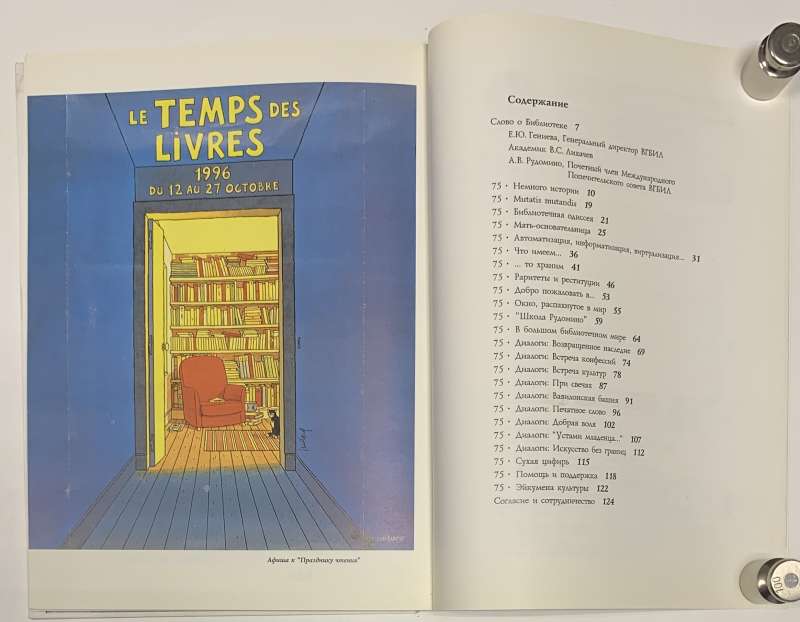 LE TEMPS DES
LiVRES
1996
DU 12 AU 27 OCTOBRE
Афиша к "Празднику чтения"
Содержание
Слово о Библиотеке 7
Е.Ю. Гениева, Генеральный директор ВГБИЛ
Академик В.С. Лихачев
А.В. Рудомино, Почетный член Международного
Попечительского совета ВГБИЛ
75 • Немного истории 10
75 • Mutatis mutandis 19
75 • Библиотечная одиссея 21
75 • Мать-основательница 25
75 • Автоматизация, информатизация, виртуализация... 31
75 • Что имеем... 36
75 • ... то храним 41
75 • Раритеты и реституции 46
75 • Добро пожаловать в... 53
75 • Окно, распахнутое в мир 55
75 • "Школа Рудомино" 59
75 • В большом библиотечном мире 64
75 • Диалоги: Возвращенное наследие 69
75 • Диалоги: Встреча конфессий 74
75 • Диалоги: Встреча культур 78
75 • Диалоги: При свечах 87
75 • Диалоги: Вавилонская башня 91
75 • Диалоги: Печатное слово 96
75 • Диалоги: Добрая воля 102
75 • Диалоги: "Устами младенца..." 107
75 • Диалоги: Искусство без границ 112
75 • Сухая цифирь 115
75 • Помощь и поддержка 118
75 • Эйкумена культуры 122
Согласие и сотрудничество 124
100